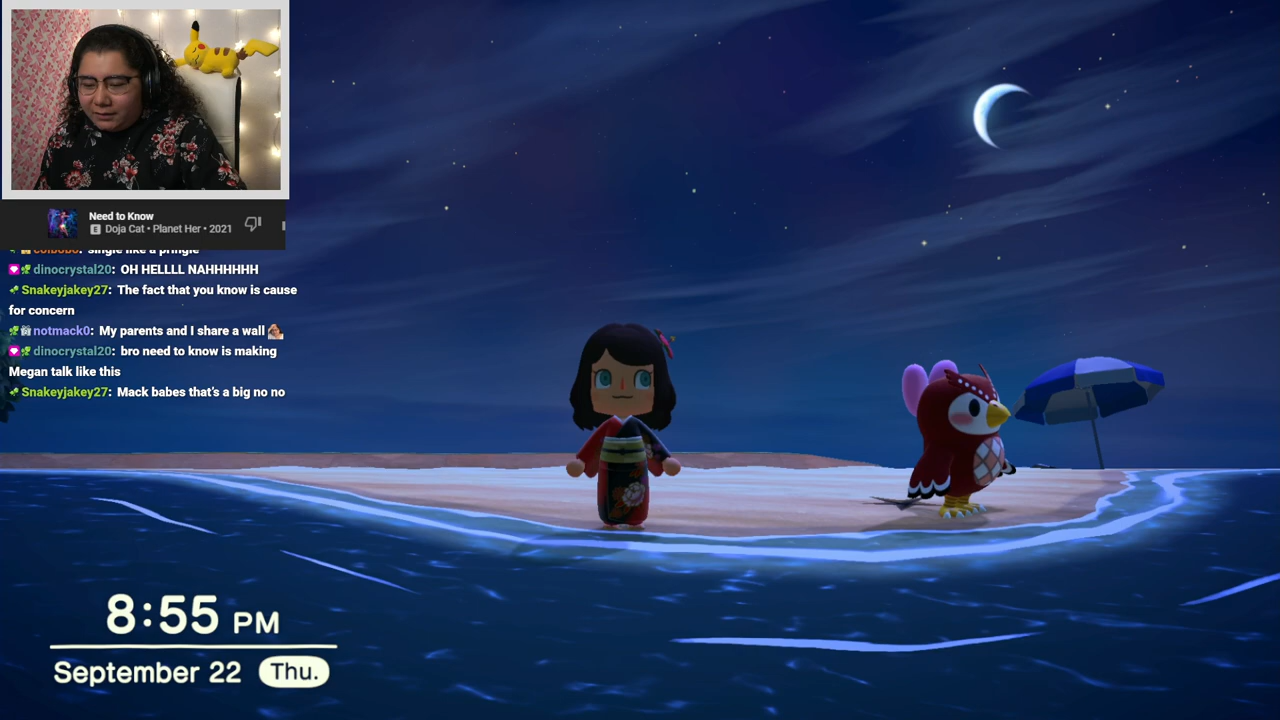 Need to Know
E Doja Cat • Planet Her • 2021
single like a pringle
dinocrystal20: OH HELLLL NAHHHHHH
Snakeyjakey27: The fact that you know is cause
for concern
notmack0: My parents and I share a wall
dinocrystal20: bro need to know is making
Megan talk like this
Snakeyjakey27: Mack babes that's a big no no
8:55 PM
September 22 Thu.